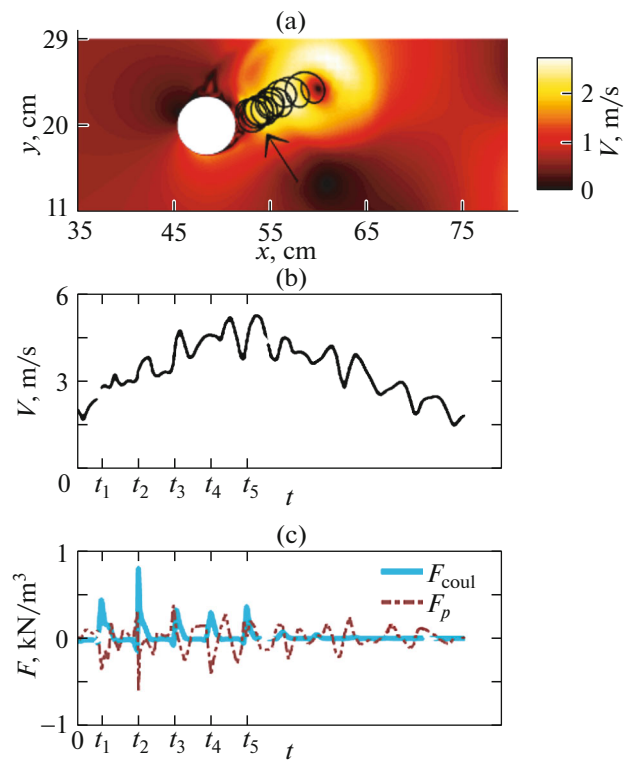 (a)
29
20
11
y, cm
35 45 55 65 75
x, cm
2
1
0
V, m/s
(b)
6
3
0
V, m/s
t1 t2 t3 t4 t5 t
(c)
1
0
−1
F, kN/m³
Fcoul
Fp
0 t1 t2 t3 t4 t5 t